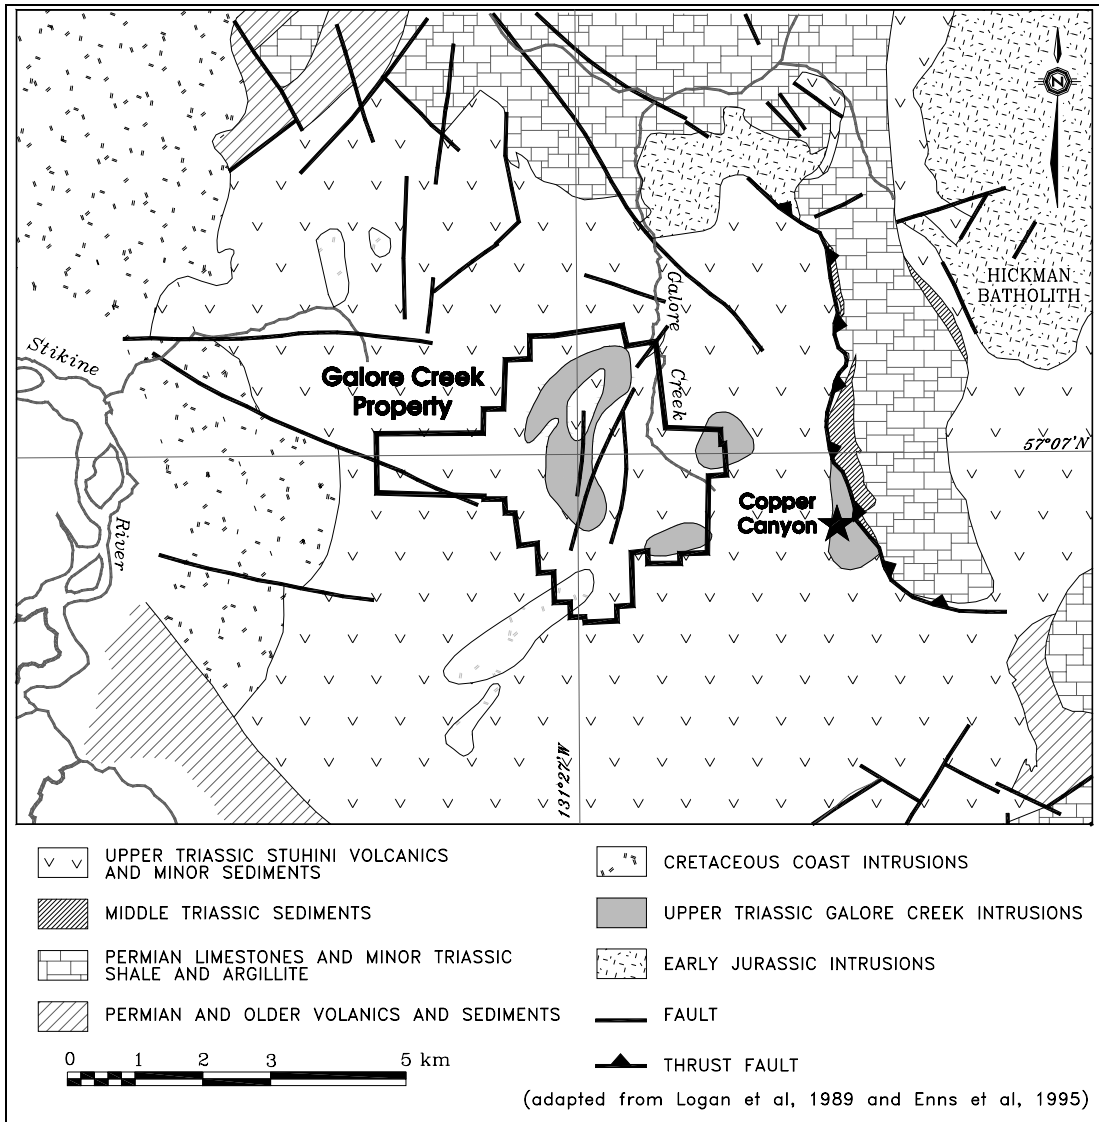 N
HICKMAN
BATHOLITH
Galore
Creek
Stikine
River
Galore Creek
Property
57°07'N
Copper
Canyon
131°27'W
UPPER TRIASSIC STUHINI VOLCANICS
AND MINOR SEDIMENTS
MIDDLE TRIASSIC SEDIMENTS
PERMIAN LIMESTONES AND MINOR TRIASSIC
SHALE AND ARGILLITE
PERMIAN AND OLDER VOLANICS AND SEDIMENTS
0 1 2 3 5 km
CRETACEOUS COAST INTRUSIONS
UPPER TRIASSIC GALORE CREEK INTRUSIONS
EARLY JURASSIC INTRUSIONS
FAULT
THRUST FAULT
(adapted from Logan et al, 1989 and Enns et al, 1995)